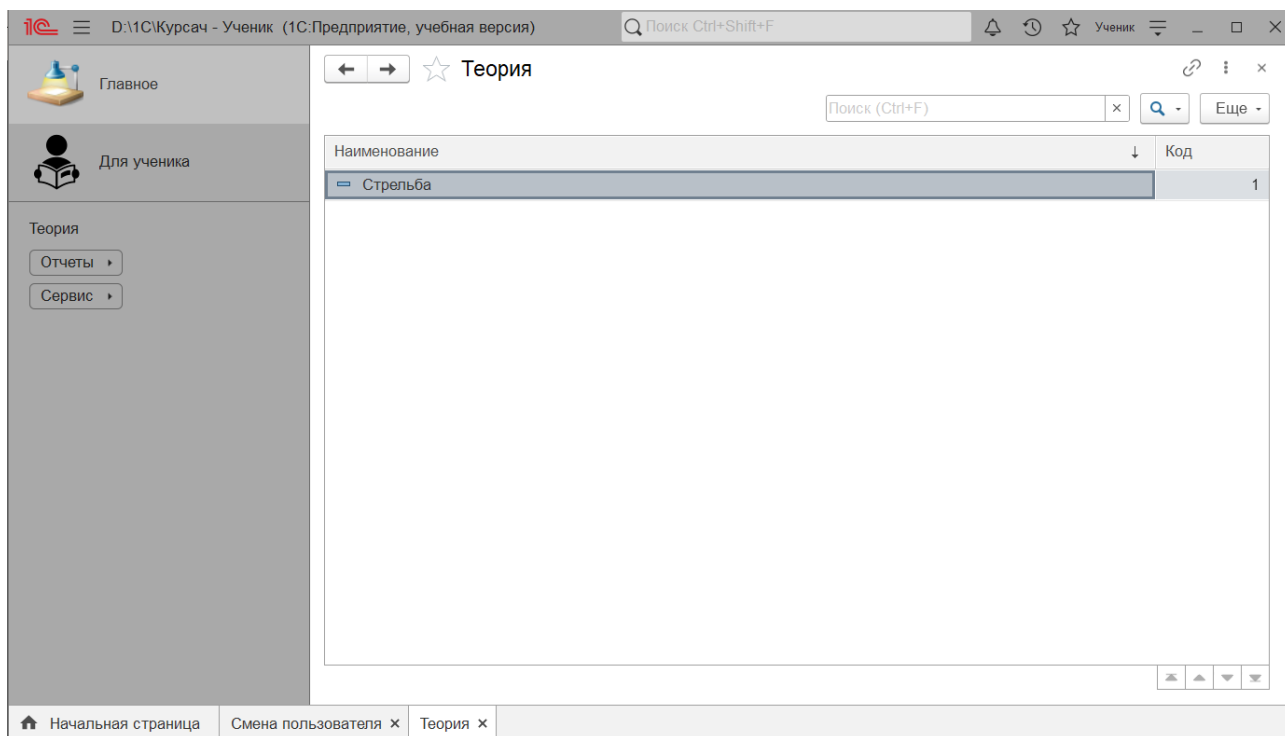 1С D:\1С\Курсач - Ученик (1С:Предприятие, учебная версия) Поиск Ctrl+Shift+F Ученик
Главное
Для ученика
Теория
Отчеты
Сервис
Теория
Поиск (Ctrl+F) Еще
Наименование Код
Стрельба 1
Начальная страница Смена пользователя Теория